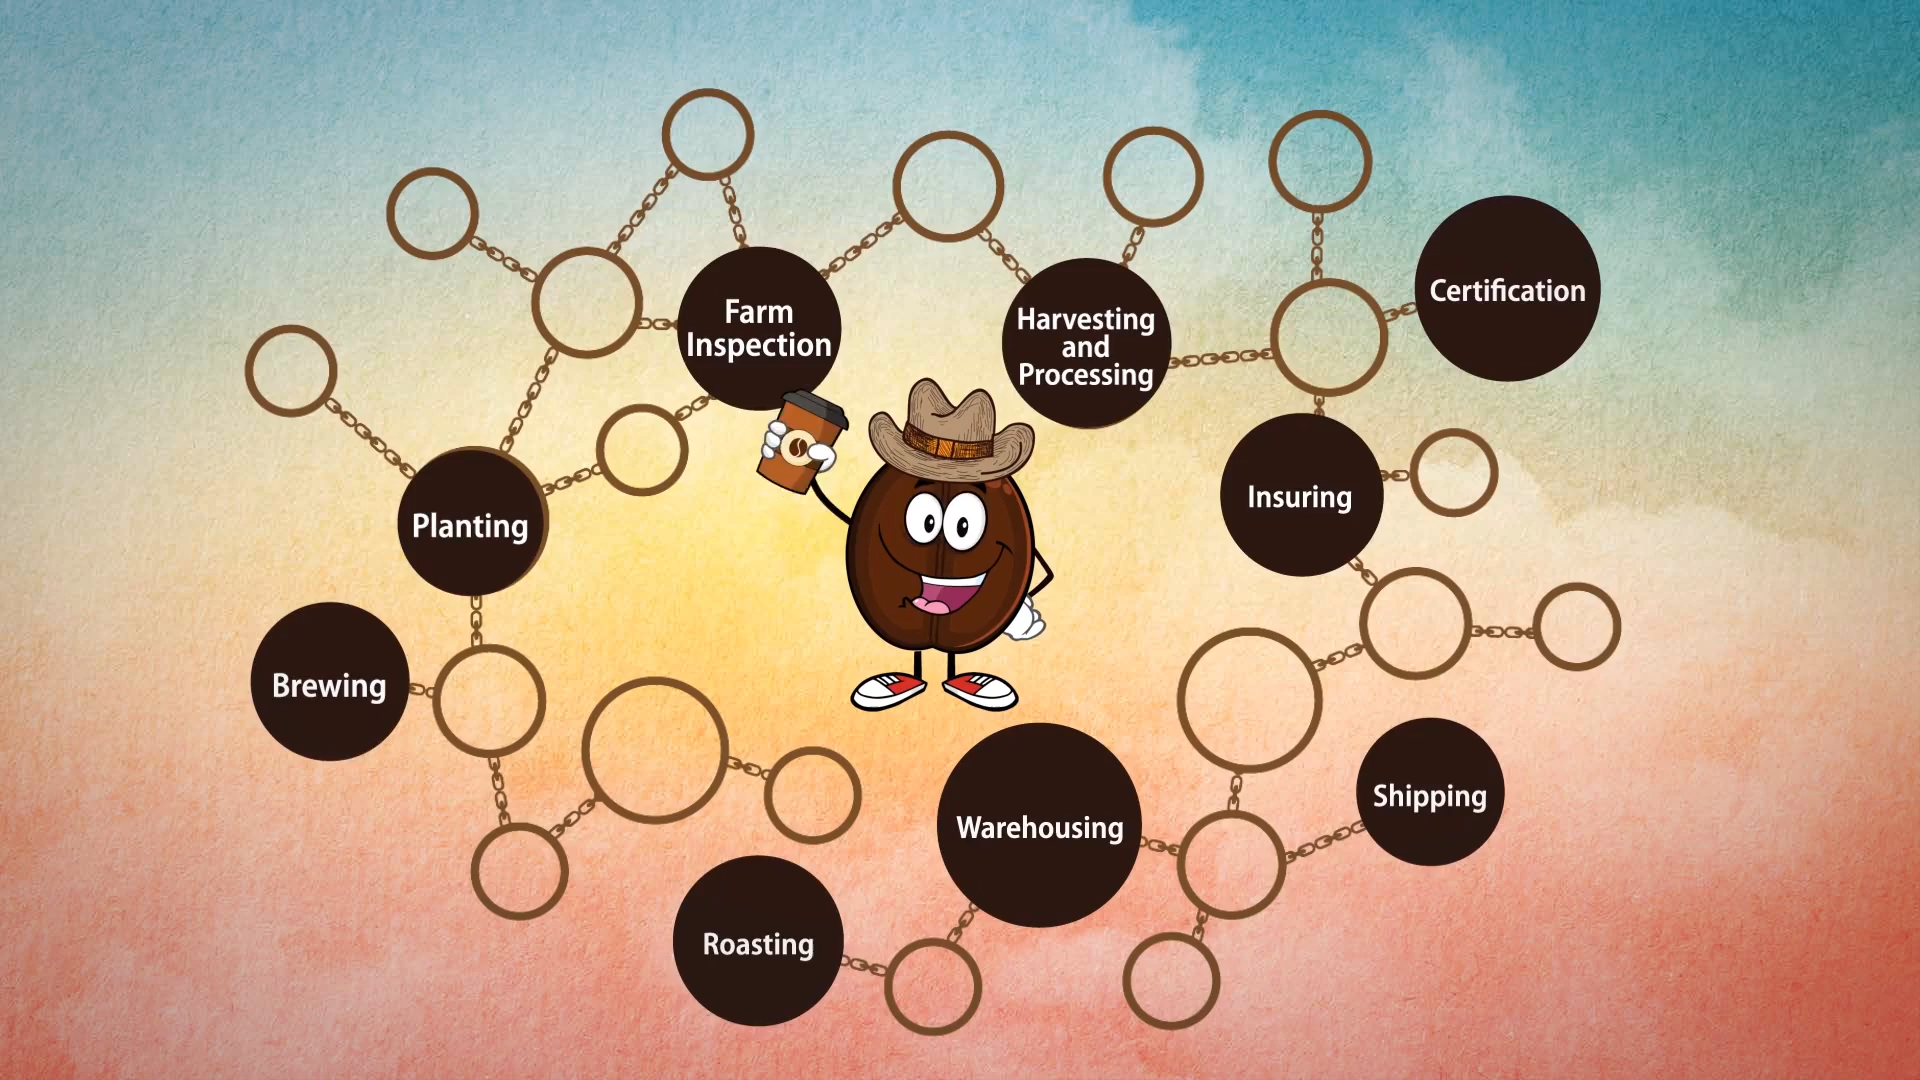 Farm
Inspection
Harvesting
and
Processing
Certification
Insuring
Planting
Brewing
Shipping
Warehousing
Roasting